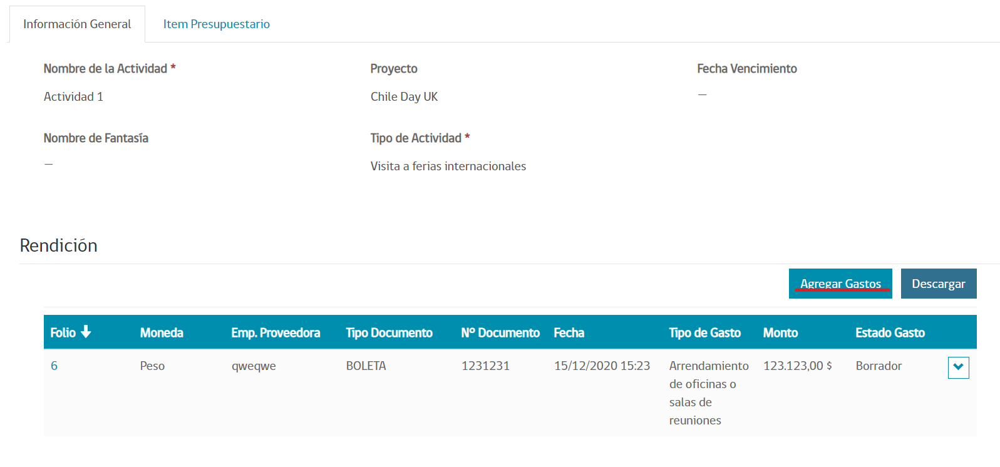 Información General
Item Presupuestario
Nombre de la Actividad *
Proyecto
Fecha Vencimiento
Actividad 1
Chile Day UK
—
Nombre de Fantasía
Tipo de Actividad *
—
Visita a ferias internacionales
Rendición
Agregar Gastos
Descargar
Folio
Moneda
Emp. Proveedora
Tipo Documento
Nº Documento
Fecha
Tipo de Gasto
Monto
Estado Gasto
6
Peso
qweqwe
BOLETA
1231231
15/12/2020 15:23
Arrendamiento
de oficinas o
salas de
reuniones
123.123,00 $
Borrador